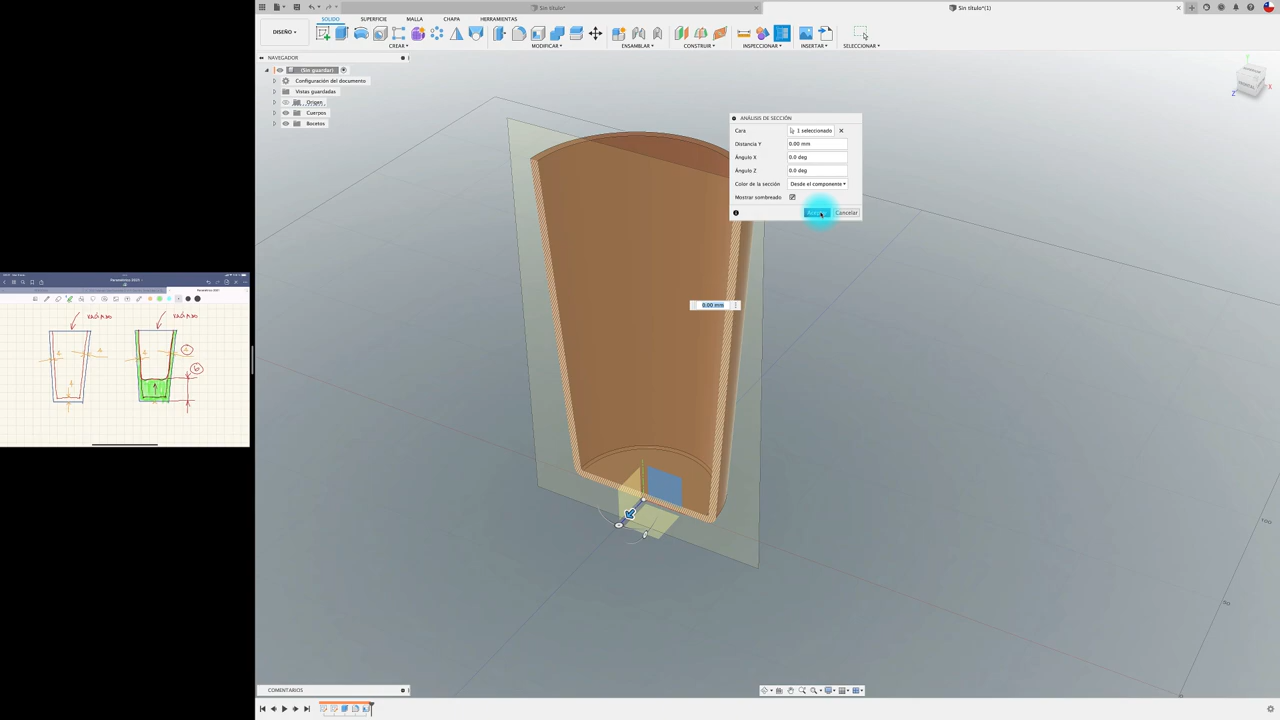 Sin título*
Sin título*(1)
SÓLIDO
SUPERFICIE
MALLA
CHAPA
HERRAMIENTAS
DISEÑO
CREAR
MODIFICAR
ENSAMBLAR
CONSTRUIR
INSPECCIONAR
INSERTAR
SELECCIONAR
NAVEGADOR
(Sin guardar)
Configuración del documento
Vistas guardadas
Origen
Cuerpos
Bocetos
FRONTAL
Z
X
ANÁLISIS DE SECCIÓN
Cara
1 seleccionado
Distancia Y
0.00 mm
Ángulo X
0.0 deg
Ángulo Z
0.0 deg
Color de la sección
Desde el componente
Mostrar sombreado
Cancelar
0.00 mm
100
50
COMENTARIOS